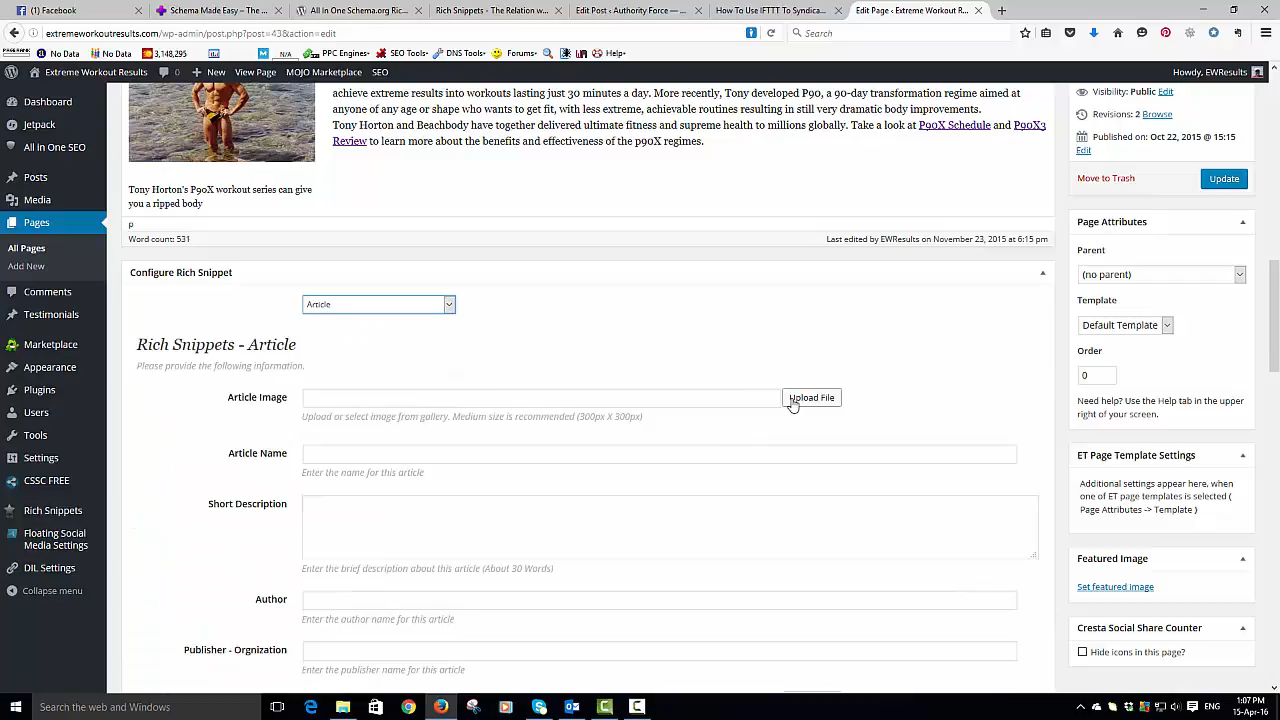 (1) Facebook
Schema Made Easy – The ...
All In One Schema.org Ric...
Rich Snippets - The Relation w...
Edit Post ‹ Authority Force — ...
How To Use IFTTT To Syndica...
Edit Page ‹ Extreme Workout R...
extremeworkoutresults.com/wp-admin/post.php?post=43&action=edit
Search
No Data
No Data
3,148,295
N/A
PPC Engines
SEO Tools
DNS Tools
Forums
Help
Extreme Workout Results
0
New
View Page
MOJO Marketplace
SEO
Howdy, EWResults
Dashboard
Jetpack
All in One SEO
Posts
Media
Pages
All Pages
Add New
Comments
Testimonials
Marketplace
Appearance
Plugins
Users
Tools
Settings
CSSC FREE
Rich Snippets
Floating Social
Media Settings
DIL Settings
Collapse menu
achieve extreme results into workouts lasting just 30 minutes a day. More recently, Tony developed P90, a 90-day transformation regime aimed at
anyone of any age or shape who wants to get fit, with less extreme, achievable routines resulting in still very dramatic body improvements.
Tony Horton and Beachbody have together delivered ultimate fitness and supreme health to millions globally. Take a look at P90X Schedule and P90X3
Review to learn more about the benefits and effectiveness of the p90X regimes.
Tony Horton's P90X workout series can give
you a ripped body
p
Word count: 531
Last edited by EWResults on November 23, 2015 at 6:15 pm
Configure Rich Snippet
Article
Rich Snippets - Article
Please provide the following information.
Article Image
Upload File
Upload or select image from gallery. Medium size is recommended (300px X 300px)
Article Name
Enter the name for this article
Short Description
Enter the brief description about this article (About 30 Words)
Author
Enter the author name for this article
Publisher - Orgnization
Enter the publisher name for this article
Visibility: Public Edit
Revisions: 2 Browse
Published on: Oct 22, 2015 @ 15:15
Edit
Move to Trash
Update
Page Attributes
Parent
(no parent)
Template
Default Template
Order
0
Need help? Use the Help tab in the upper
right of your screen.
ET Page Template Settings
Additional settings appear here, when
one of ET page templates is selected (
Page Attributes -> Template )
Featured Image
Set featured image
Cresta Social Share Counter
Hide icons in this page?
Search the web and Windows
ENG
1:07 PM
15-Apr-16